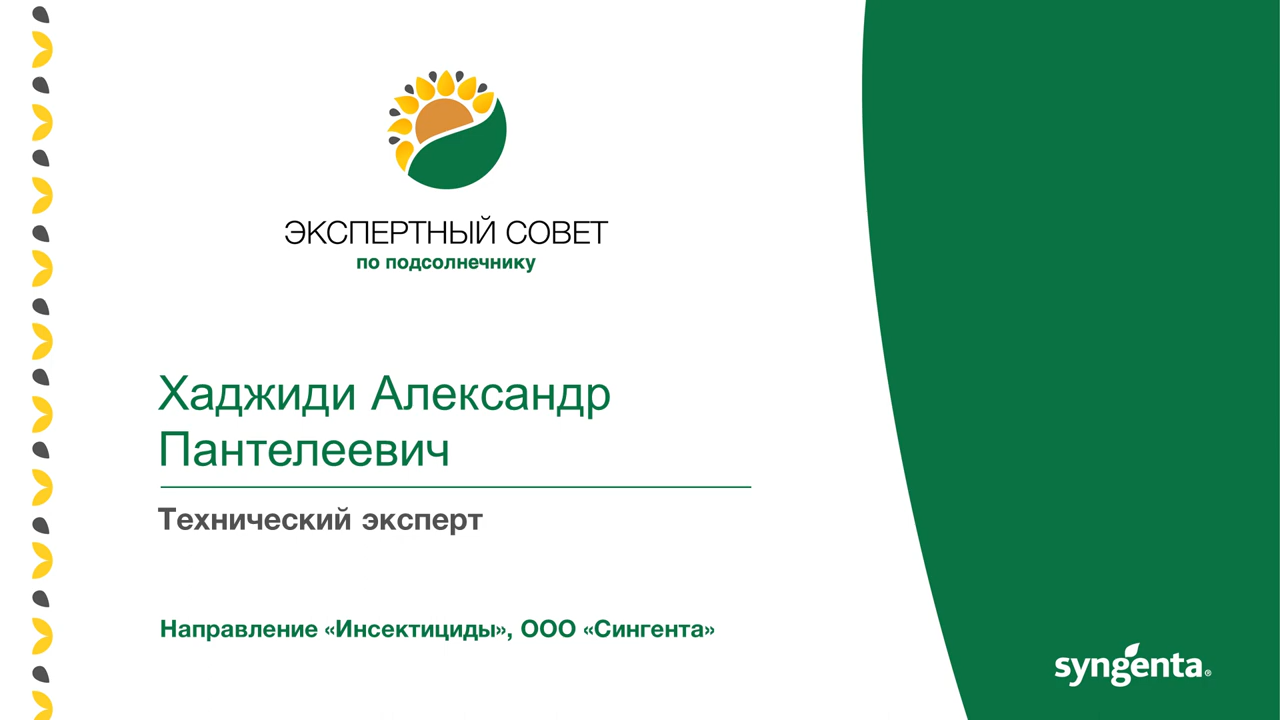 ЭКСПЕРТНЫЙ СОВЕТ
по подсолнечнику
Хаджиди Александр
Пантелеевич
Технический эксперт
Направление «Инсектициды», ООО «Сингента»
syngenta®